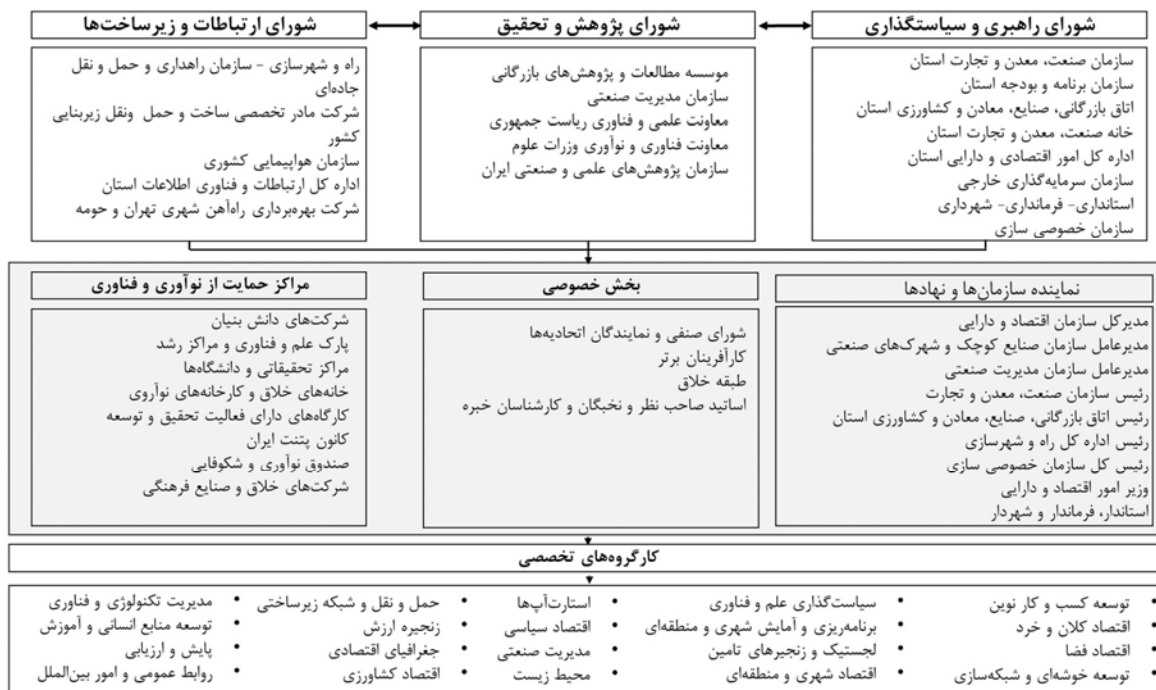 شورای راهبری و سیاستگذاری
سازمان صنعت، معدن و تجارت استان
سازمان برنامه و بودجه استان
اتاق بازرگانی، صنایع، معادن و کشاورزی استان
خانه صنعت، معدن و تجارت استان
اداره کل امور اقتصادی و دارایی استان
سازمان سرمایه‌گذاری خارجی
استانداری- فرمانداری- شهرداری
سازمان خصوصی سازی
شورای پژوهش و تحقیق
موسسه مطالعات و پژوهش‌های بازرگانی
سازمان مدیریت صنعتی
معاونت علمی و فناوری ریاست جمهوری
معاونت فناوری و نوآوری وزرات علوم
سازمان پژوهش‌های علمی و صنعتی ایران
شورای ارتباطات و زیرساخت‌ها
راه و شهرسازی - سازمان راهداری و حمل و نقل
جاده‌ای
شرکت مادر تخصصی ساخت و حمل ونقل زیربنایی
کشور
سازمان هواپیمایی کشوری
اداره کل ارتباطات و فناوری اطلاعات استان
شرکت بهره‌برداری راه‌آهن شهری تهران و حومه
نماینده سازمان‌ها و نهادها
مدیرکل سازمان اقتصاد و دارایی
مدیرعامل سازمان صنایع کوچک و شهرک‌های صنعتی
مدیرعامل سازمان مدیریت صنعتی
رئیس سازمان صنعت، معدن و تجارت
رئیس اتاق بازرگانی، صنایع، معادن و کشاورزی استان
رئیس اداره کل راه و شهرسازی
رئیس کل سازمان خصوصی سازی
وزیر امور اقتصاد و دارایی
استاندار، فرماندار و شهردار
بخش خصوصی
شورای صنفی و نمایندگان اتحادیه‌ها
کارآفرینان برتر
طبقه خلاق
اساتید صاحب نظر و نخبگان و کارشناسان خبره
مراکز حمایت از نوآوری و فناوری
شرکت‌های دانش بنیان
پارک علم و فناوری و مراکز رشد
مراکز تحقیقاتی و دانشگاه‌ها
خانه‌های خلاق و کارخانه‌های نوآروی
کارگاه‌های دارای فعالیت تحقیق و توسعه
کانون پتنت ایران
صندوق نوآوری و شکوفایی
شرکت‌های خلاق و صنایع فرهنگی
کارگروه‌های تخصصی
• توسعه کسب و کار نوین
• اقتصاد کلان و خرد
• اقتصاد فضا
• توسعه خوشه‌ای و شبکه‌سازی
• سیاست‌گذاری علم و فناوری
• برنامه‌ریزی و آمایش شهری و منطقه‌ای
• لجستیک و زنجیرهای تامین
• اقتصاد شهری و منطقه‌ای
• استارت‌آپ‌ها
• اقتصاد سیاسی
• مدیریت صنعتی
• محیط زیست
• حمل و نقل و شبکه زیرساختی
• زنجیره ارزش
• جغرافیای اقتصادی
• اقتصاد کشاورزی
• مدیریت تکنولوژی و فناوری
• توسعه منابع انسانی و آموزش
• پایش و ارزیابی
• روابط عمومی و امور بین‌الملل